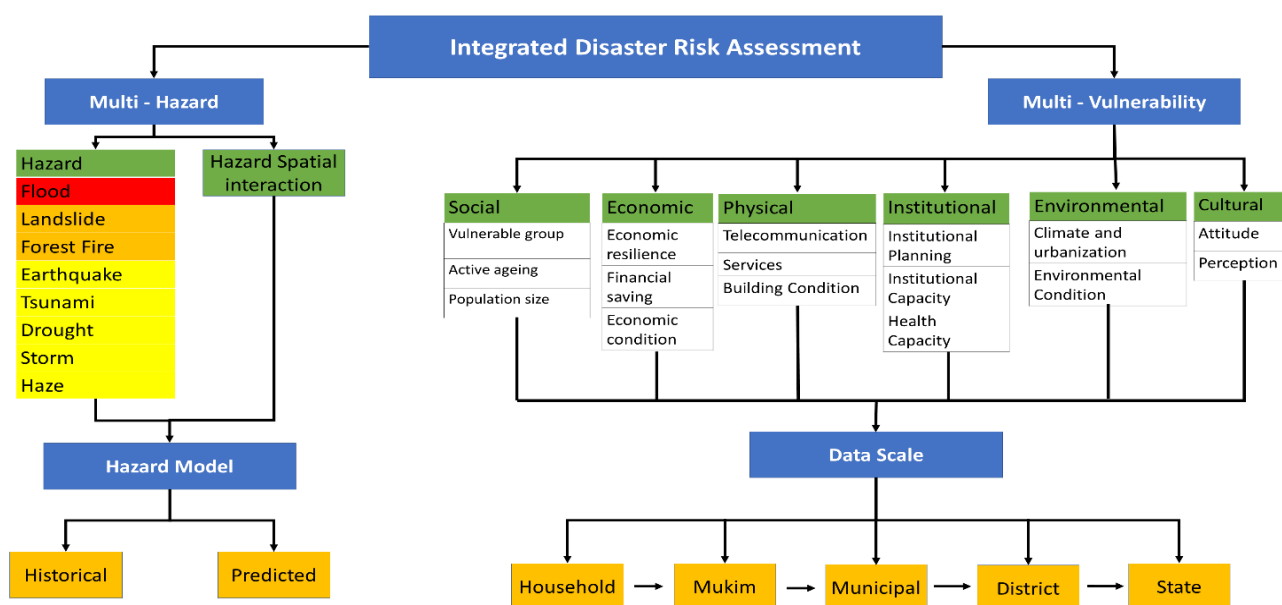 Integrated Disaster Risk Assessment
Multi - Hazard
Multi - Vulnerability
Hazard
Flood
Landslide
Forest Fire
Earthquake
Tsunami
Drought
Storm
Haze
Hazard Spatial
interaction
Social
Vulnerable group
Active ageing
Population size
Economic
Economic
resilience
Financial
saving
Economic
condition
Physical
Telecommunication
Services
Building Condition
Institutional
Institutional
Planning
Institutional
Capacity
Health
Capacity
Environmental
Climate and
urbanization
Environmental
Condition
Cultural
Attitude
Perception
Hazard Model
Data Scale
Historical
Predicted
Household
Mukim
Municipal
District
State